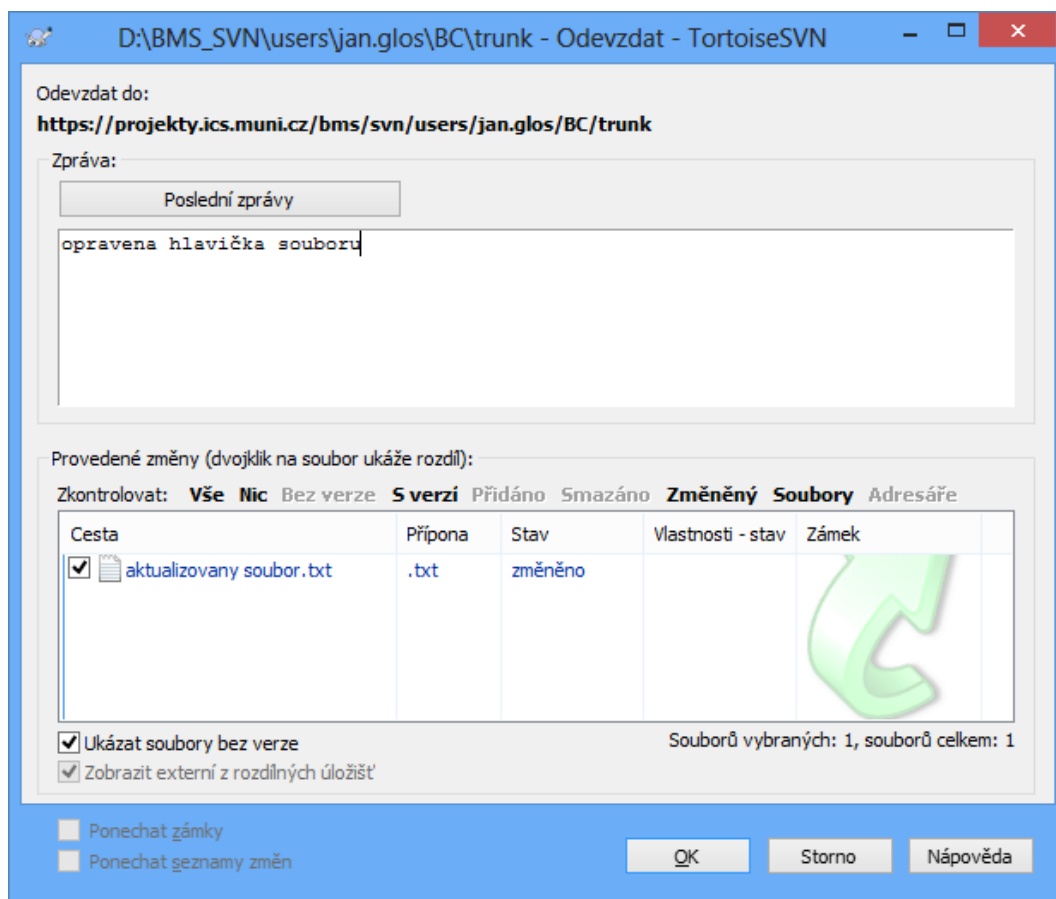 D:\BMS_SVN\users\jan.glos\BC\trunk - Odevzdat - TortoiseSVN
Odevzdat do:
https://projekty.ics.muni.cz/bms/svn/users/jan.glos/BC/trunk
Zpráva:
Poslední zprávy
opravena hlavička souboru
Provedené změny (dvojklik na soubor ukáže rozdíl):
Zkontrolovat: Vše Nic Bez verze S verzí Přidáno Smazáno Změněný Soubory Adresáře
Cesta Přípona Stav Vlastnosti - stav Zámek
aktualizovany soubor.txt .txt změněno
Ukázat soubory bez verze Souborů vybraných: 1, souborů celkem: 1
Zobrazit externí z rozdílných úložišť
Ponechat zámky
Ponechat seznamy změn
OK Storno Nápověda